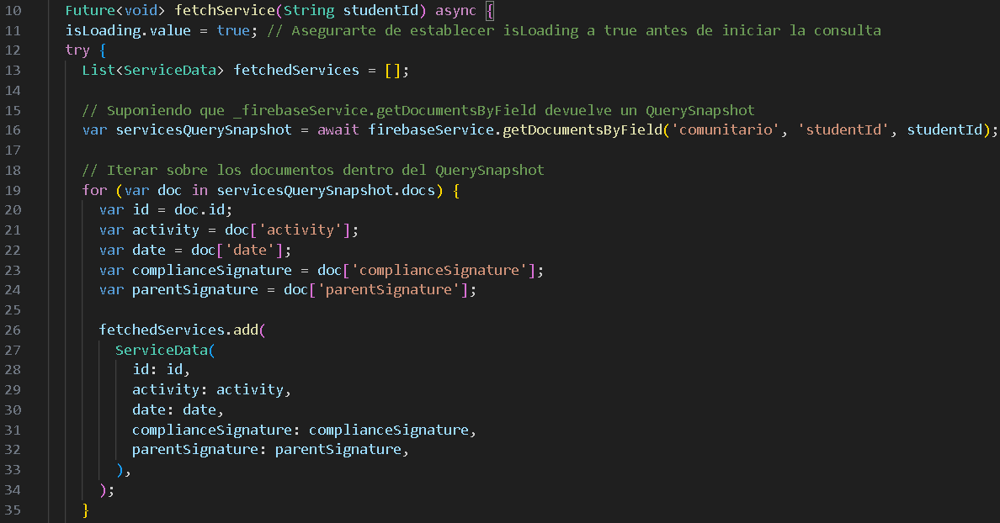 10 Future<void> fetchService(String studentId) async {
11 isLoading.value = true; // Asegurarte de establecer isLoading a true antes de iniciar la consulta
12 try {
13 List<ServiceData> fetchedServices = [];
14
15 // Suponiendo que _firebaseService.getDocumentsByField devuelve un QuerySnapshot
16 var servicesQuerySnapshot = await firebaseService.getDocumentsByField('comunitario', 'studentId', studentId);
17
18 // Iterar sobre los documentos dentro del QuerySnapshot
19 for (var doc in servicesQuerySnapshot.docs) {
20 var id = doc.id;
21 var activity = doc['activity'];
22 var date = doc['date'];
23 var complianceSignature = doc['complianceSignature'];
24 var parentSignature = doc['parentSignature'];
25
26 fetchedServices.add(
27 ServiceData(
28 id: id,
29 activity: activity,
30 date: date,
31 complianceSignature: complianceSignature,
32 parentSignature: parentSignature,
33 ),
34 );
35 }